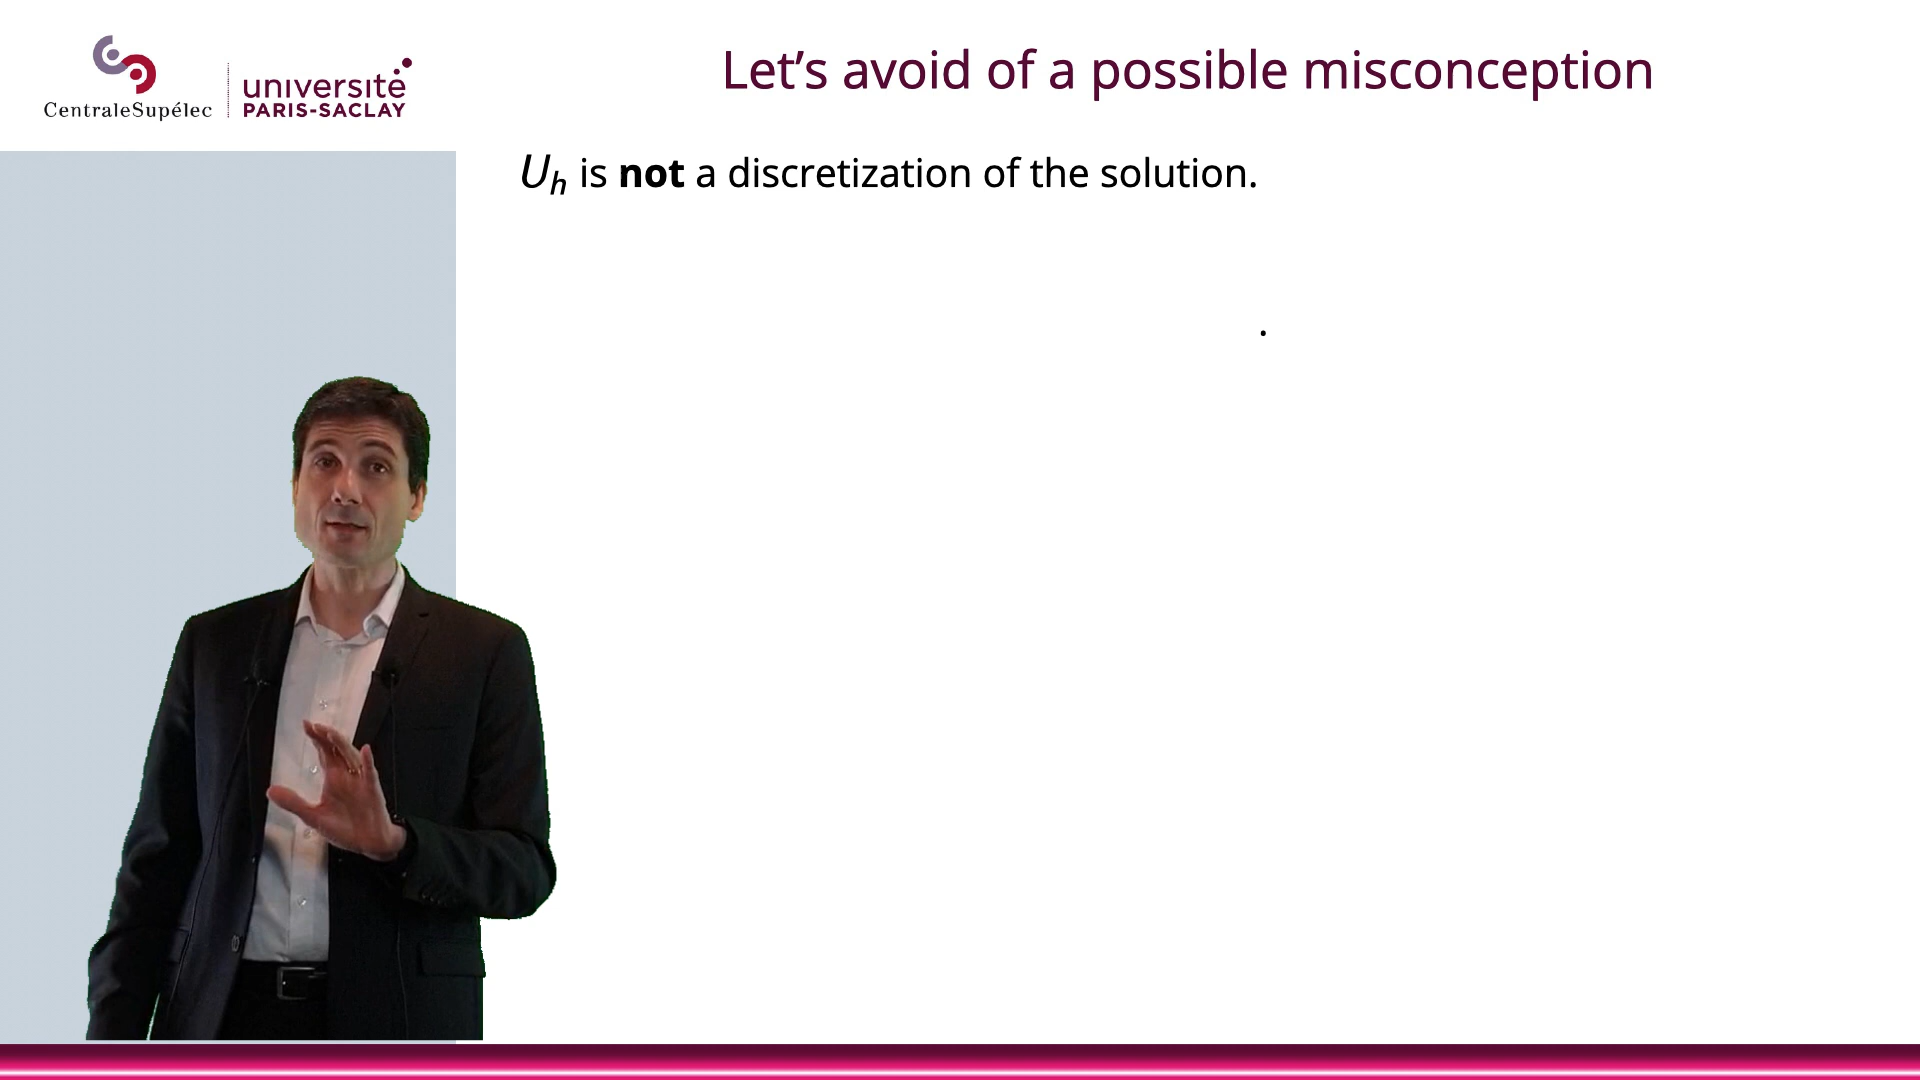 CentraleSupélec
université
PARIS-SACLAY
Let’s avoid of a possible misconception
U_h is not a discretization of the solution.
.